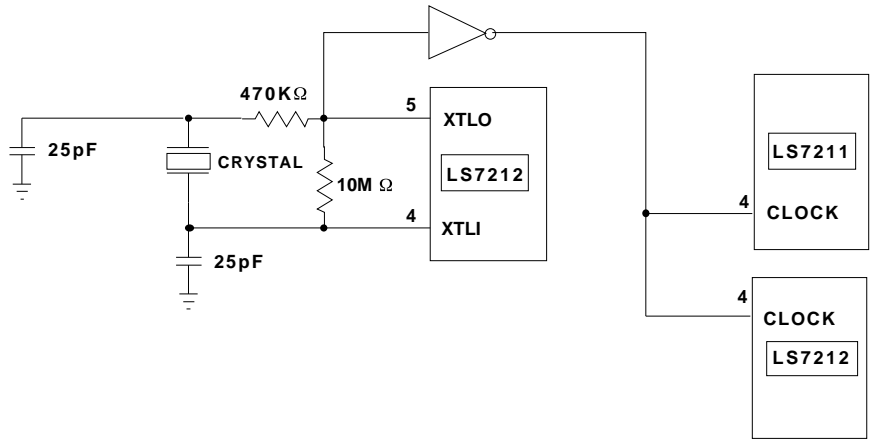 470KΩ
25pF
CRYSTAL
10M Ω
25pF
5
XTLO
LS7212
4
XTLI
LS7211
4
CLOCK
4
CLOCK
LS7212